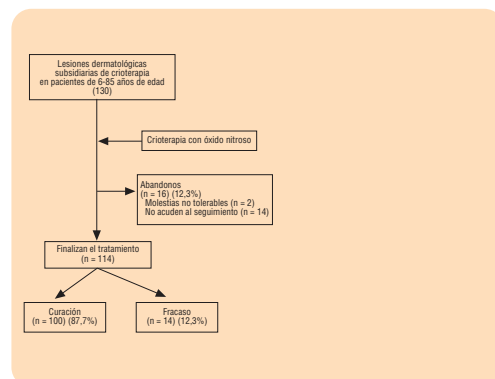 Lesiones dermatológicas
subsidiarias de crioterapia
en pacientes de 6-85 años de edad
(130)
Crioterapia con óxido nitroso
Abandonos
(n = 16) (12,3%)
Molestias no tolerables (n = 2)
No acuden al seguimiento (n = 14)
Finalizan el tratamiento
(n = 114)
Curación
(n = 100) (87,7%)
Fracaso
(n = 14) (12,3%)